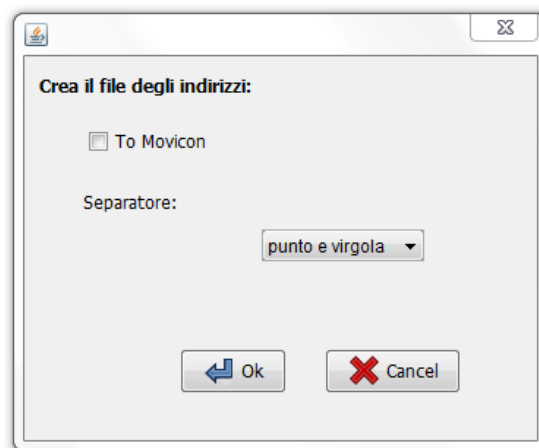 Crea il file degli indirizzi:
To Movicon
Separatore:
punto e virgola
Ok
Cancel